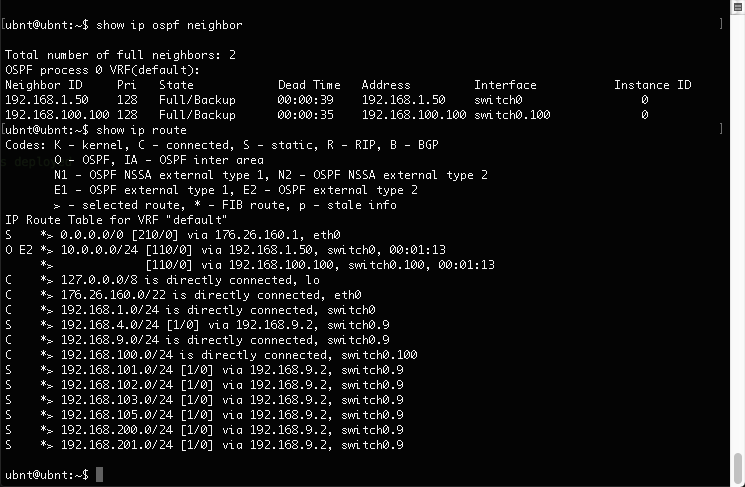 [ubnt@ubnt:~$ show ip ospf neighbor ]
Total number of full neighbors: 2
OSPF process 0 VRF(default):
Neighbor ID Pri State Dead Time Address Interface Instance ID
192.168.1.50 128 Full/Backup 00:00:39 192.168.1.50 switch0 0
192.168.100.100 128 Full/Backup 00:00:35 192.168.100.100 switch0.100 0
[ubnt@ubnt:~$ show ip route ]
Codes: K - kernel, C - connected, S - static, R - RIP, B - BGP
s deplo O - OSPF, IA - OSPF inter area
N1 - OSPF NSSA external type 1, N2 - OSPF NSSA external type 2
E1 - OSPF external type 1, E2 - OSPF external type 2
> - selected route, * - FIB route, p - stale info
IP Route Table for VRF "default"
S *> 0.0.0.0/0 [210/0] via 176.26.160.1, eth0
O E2 *> 10.0.0.0/24 [110/0] via 192.168.1.50, switch0, 00:01:13
*> [110/0] via 192.168.100.100, switch0.100, 00:01:13
C *> 127.0.0.0/8 is directly connected, lo
C *> 176.26.160.0/22 is directly connected, eth0
C *> 192.168.1.0/24 is directly connected, switch0
S *> 192.168.4.0/24 [1/0] via 192.168.9.2, switch0.9
C *> 192.168.9.0/24 is directly connected, switch0.9
C *> 192.168.100.0/24 is directly connected, switch0.100
S *> 192.168.101.0/24 [1/0] via 192.168.9.2, switch0.9
S *> 192.168.102.0/24 [1/0] via 192.168.9.2, switch0.9
S *> 192.168.103.0/24 [1/0] via 192.168.9.2, switch0.9
S *> 192.168.105.0/24 [1/0] via 192.168.9.2, switch0.9
S *> 192.168.200.0/24 [1/0] via 192.168.9.2, switch0.9
S *> 192.168.201.0/24 [1/0] via 192.168.9.2, switch0.9
ubnt@ubnt:~$